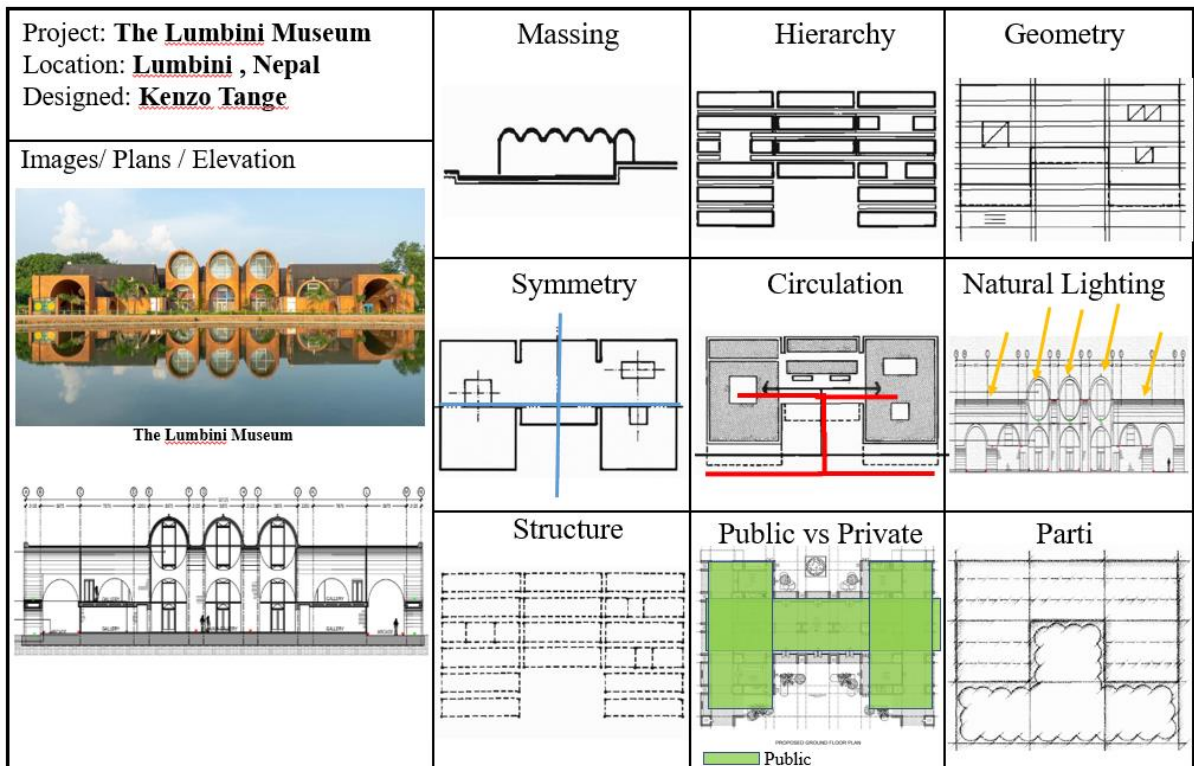 Project: The Lumbini Museum
Location: Lumbini , Nepal
Designed: Kenzo Tange
Images/ Plans / Elevation
The Lumbini Museum
GALLERY
GALLERY
GALLERY
GALLERY
Massing
Hierarchy
Geometry
Symmetry
Circulation
Natural Lighting
Structure
Public vs Private
PROPOSED GROUND FLOOR PLAN
Public
Parti